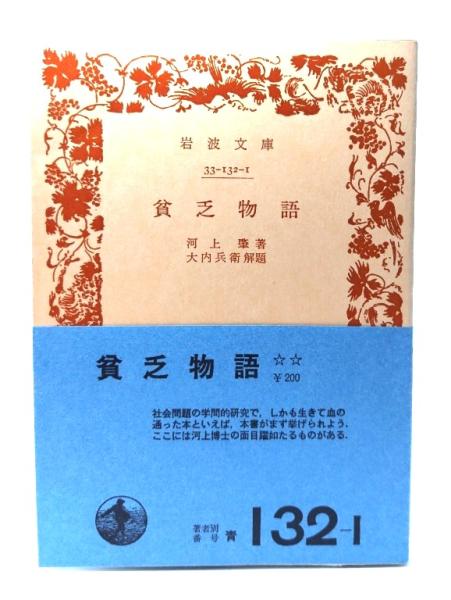 岩波文庫
33-132-1
貧乏物語
河上肇著
大内兵衛解題
貧乏物語 ☆☆
￥200
社会問題の学問的研究で，しかも生きて血の
通った本といえば，本書がまず挙げられよう．
ここには河上博士の面目躍如たるものがある．
著者別
番号 青 132-1